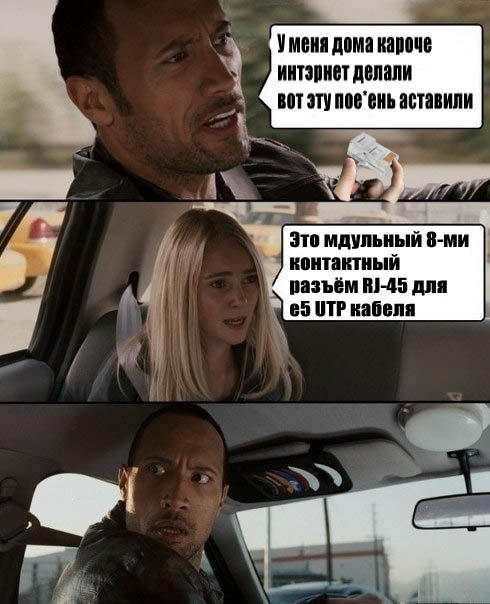 У меня дома кароче
интэрнет делали
вот эту пое*ень аставили
Это мдульный 8-ми
контактный
разъём RJ-45 для
e5 UTP кабеля